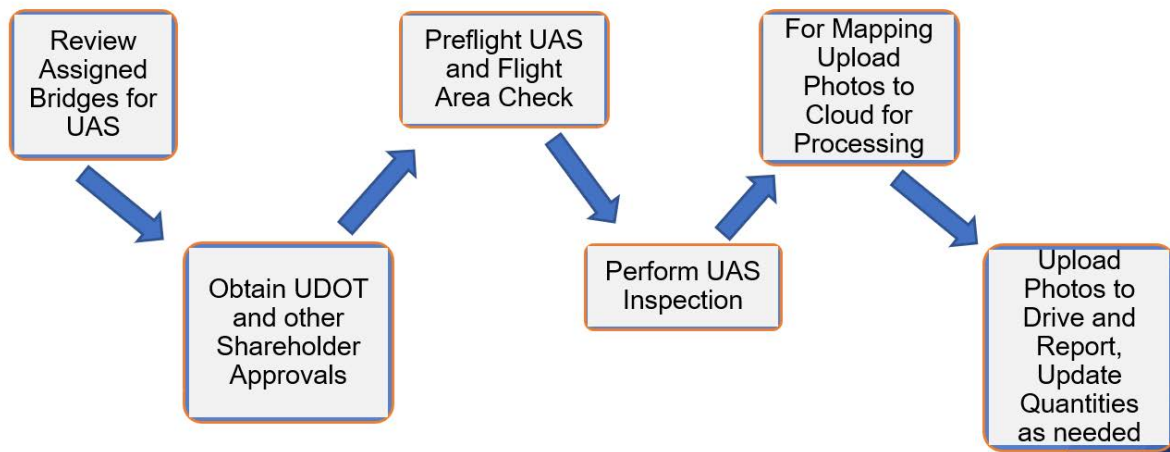 Review
Assigned
Bridges for
UAS
Obtain UDOT
and other
Shareholder
Approvals
Preflight UAS
and Flight
Area Check
Perform UAS
Inspection
For Mapping
Upload
Photos to
Cloud for
Processing
Upload
Photos to
Drive and
Report,
Update
Quantities
as needed